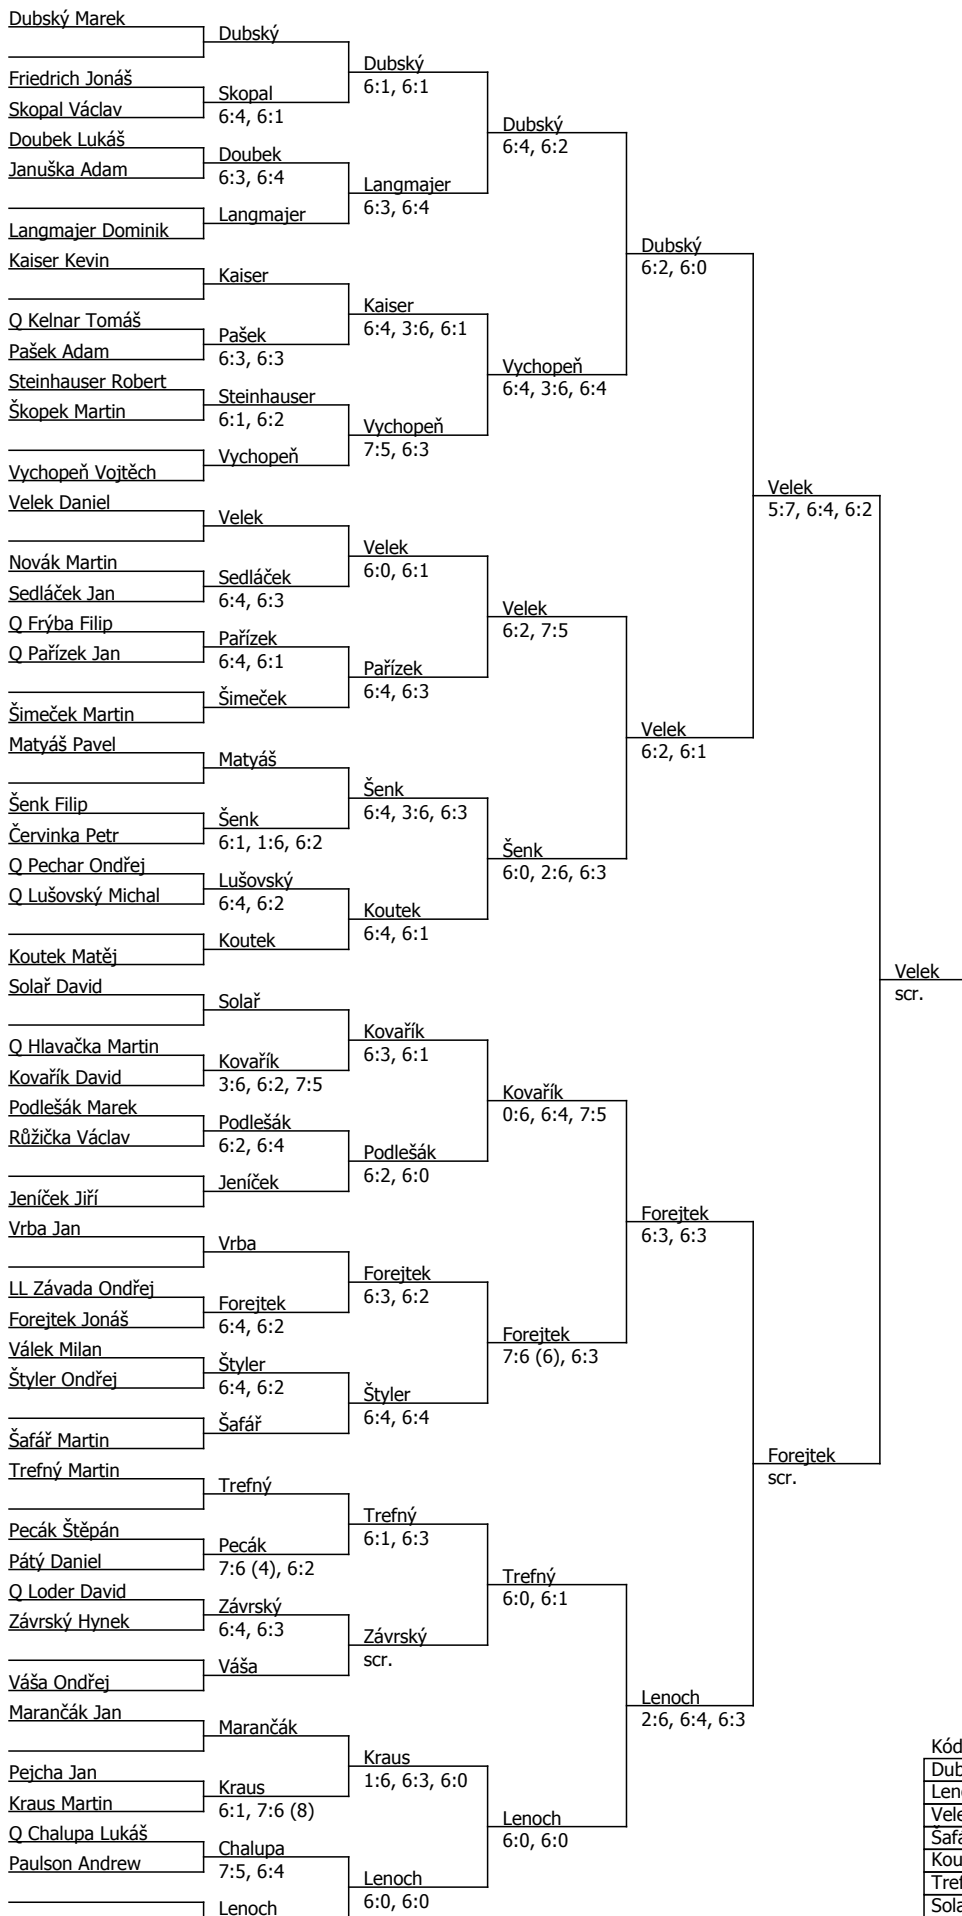 Dubský Marek
Dubský
Dubský
6:1, 6:1
Friedrich Jonáš
Skopal
Skopal Václav
6:4, 6:1
Dubský
6:4, 6:2
Doubek Lukáš
Doubek
Januška Adam
6:3, 6:4
Langmajer
6:3, 6:4
Langmajer
Langmajer Dominik
Dubský
6:2, 6:0
Kaiser Kevin
Kaiser
Kaiser
6:4, 3:6, 6:1
Q Kelnar Tomáš
Pašek
Pašek Adam
6:3, 6:3
Vychopeň
6:4, 3:6, 6:4
Steinhauser Robert
Steinhauser
Škopek Martin
6:1, 6:2
Vychopeň
7:5, 6:3
Vychopeň
Vychopeň Vojtěch
Velek
5:7, 6:4, 6:2
Velek Daniel
Velek
Velek
6:0, 6:1
Novák Martin
Sedláček
Sedláček Jan
6:4, 6:3
Velek
6:2, 7:5
Q Frýba Filip
Pařízek
Q Pařízek Jan
6:4, 6:1
Pařízek
6:4, 6:3
Šimeček
Šimeček Martin
Velek
6:2, 6:1
Matyáš Pavel
Matyáš
Šenk
6:4, 3:6, 6:3
Šenk Filip
Šenk
Červinka Petr
6:1, 1:6, 6:2
Šenk
6:0, 2:6, 6:3
Q Pechar Ondřej
Lušovský
Q Lušovský Michal
6:4, 6:2
Koutek
6:4, 6:1
Koutek
Koutek Matěj
Velek
scr.
Solař David
Solař
Kovařík
6:3, 6:1
Q Hlavačka Martin
Kovařík
Kovařík David
3:6, 6:2, 7:5
Kovařík
0:6, 6:4, 7:5
Podlešák Marek
Podlešák
Růžička Václav
6:2, 6:4
Podlešák
6:2, 6:0
Jeníček
Jeníček Jiří
Forejtek
6:3, 6:3
Vrba Jan
Vrba
Forejtek
6:3, 6:2
LL Závada Ondřej
Forejtek
Forejtek Jonáš
6:4, 6:2
Forejtek
7:6 (6), 6:3
Válek Milan
Štyler
Štyler Ondřej
6:4, 6:2
Štyler
6:4, 6:4
Šafář
Šafář Martin
Forejtek
scr.
Trefný Martin
Trefný
Trefný
6:1, 6:3
Pecák Štěpán
Pecák
Pátý Daniel
7:6 (4), 6:2
Trefný
6:0, 6:1
Q Loder David
Závrský
Závrský Hynek
6:4, 6:3
Závrský
scr.
Váša
Váša Ondřej
Lenoch
2:6, 6:4, 6:3
Marančák Jan
Marančák
Kraus
1:6, 6:3, 6:0
Pejcha Jan
Kraus
Kraus Martin
6:1, 7:6 (8)
Lenoch
6:0, 6:0
Q Chalupa Lukáš
Chalupa
Paulson Andrew
7:5, 6:4
Lenoch
6:0, 6:0
Lenoch
Kód